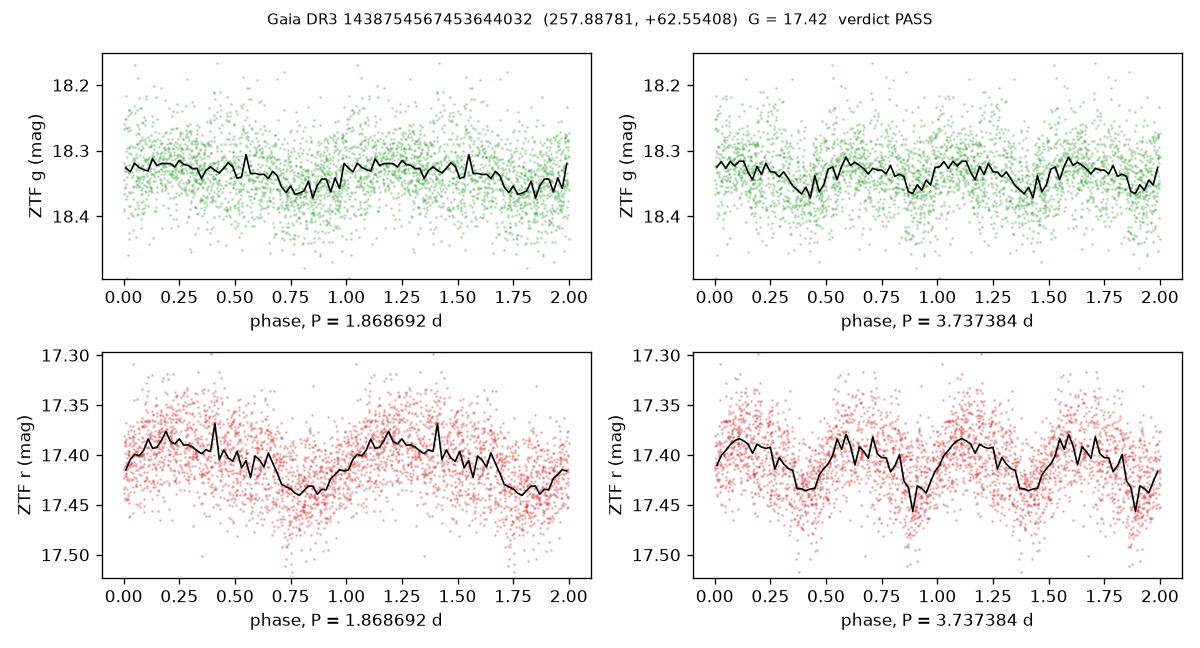 Gaia DR3 1438754567453644032  (257.88781, +62.55408)  G = 17.42  verdict PASS
ZTF g (mag)
18.2
18.3
18.4
0.00 0.25 0.50 0.75 1.00 1.25 1.50 1.75 2.00
phase, P = 1.868692 d
ZTF g (mag)
18.2
18.3
18.4
0.00 0.25 0.50 0.75 1.00 1.25 1.50 1.75 2.00
phase, P = 3.737384 d
ZTF r (mag)
17.30
17.35
17.40
17.45
17.50
0.00 0.25 0.50 0.75 1.00 1.25 1.50 1.75 2.00
phase, P = 1.868692 d
ZTF r (mag)
17.30
17.35
17.40
17.45
17.50
0.00 0.25 0.50 0.75 1.00 1.25 1.50 1.75 2.00
phase, P = 3.737384 d